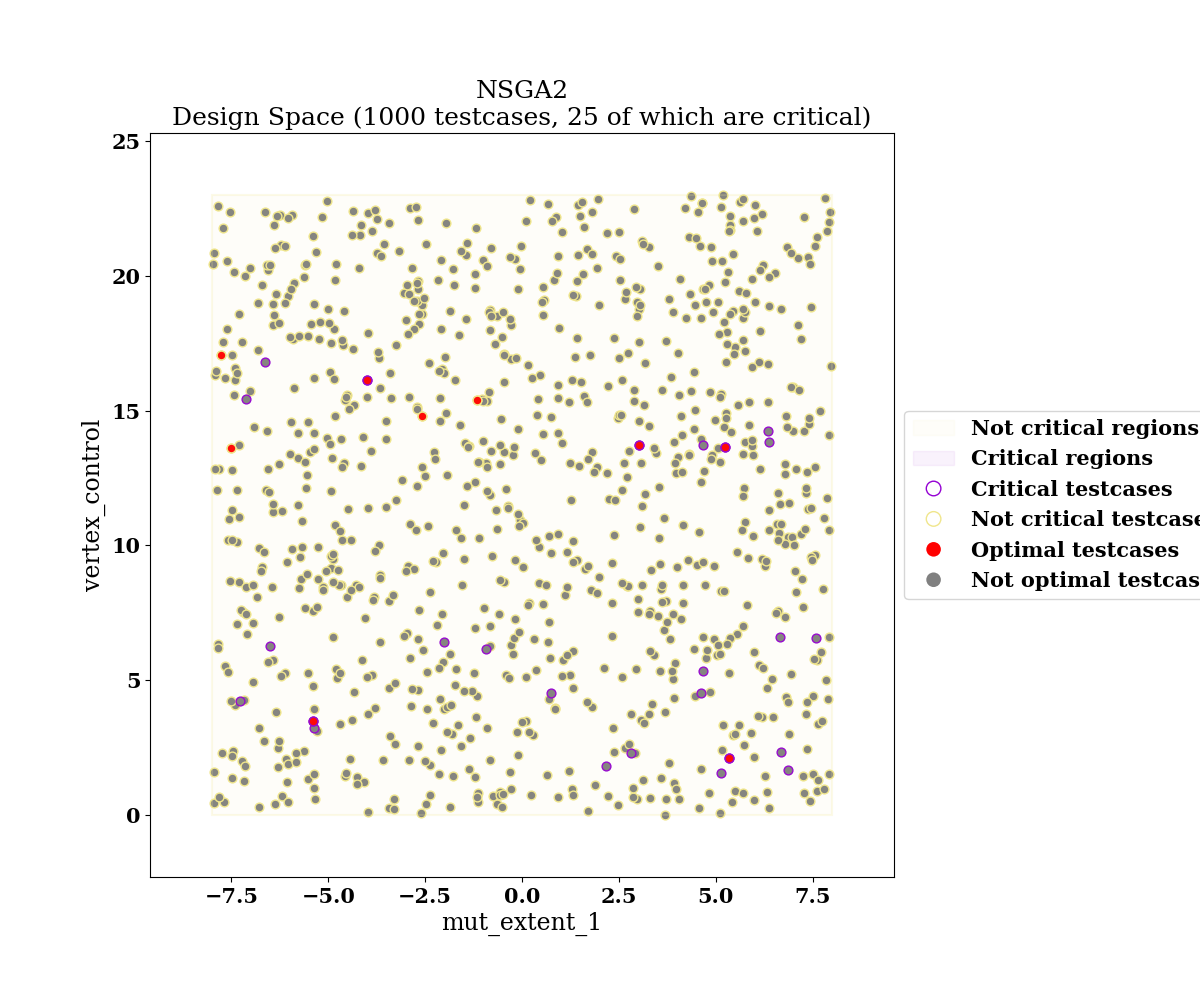 NSGA2
Design Space (1000 testcases, 25 of which are critical)
25
20
15
10
5
0
vertex_control
−7.5
−5.0
−2.5
0.0
2.5
5.0
7.5
mut_extent_1
Not critical regions
Critical regions
Critical testcases
Not critical testcase
Optimal testcases
Not optimal testcas